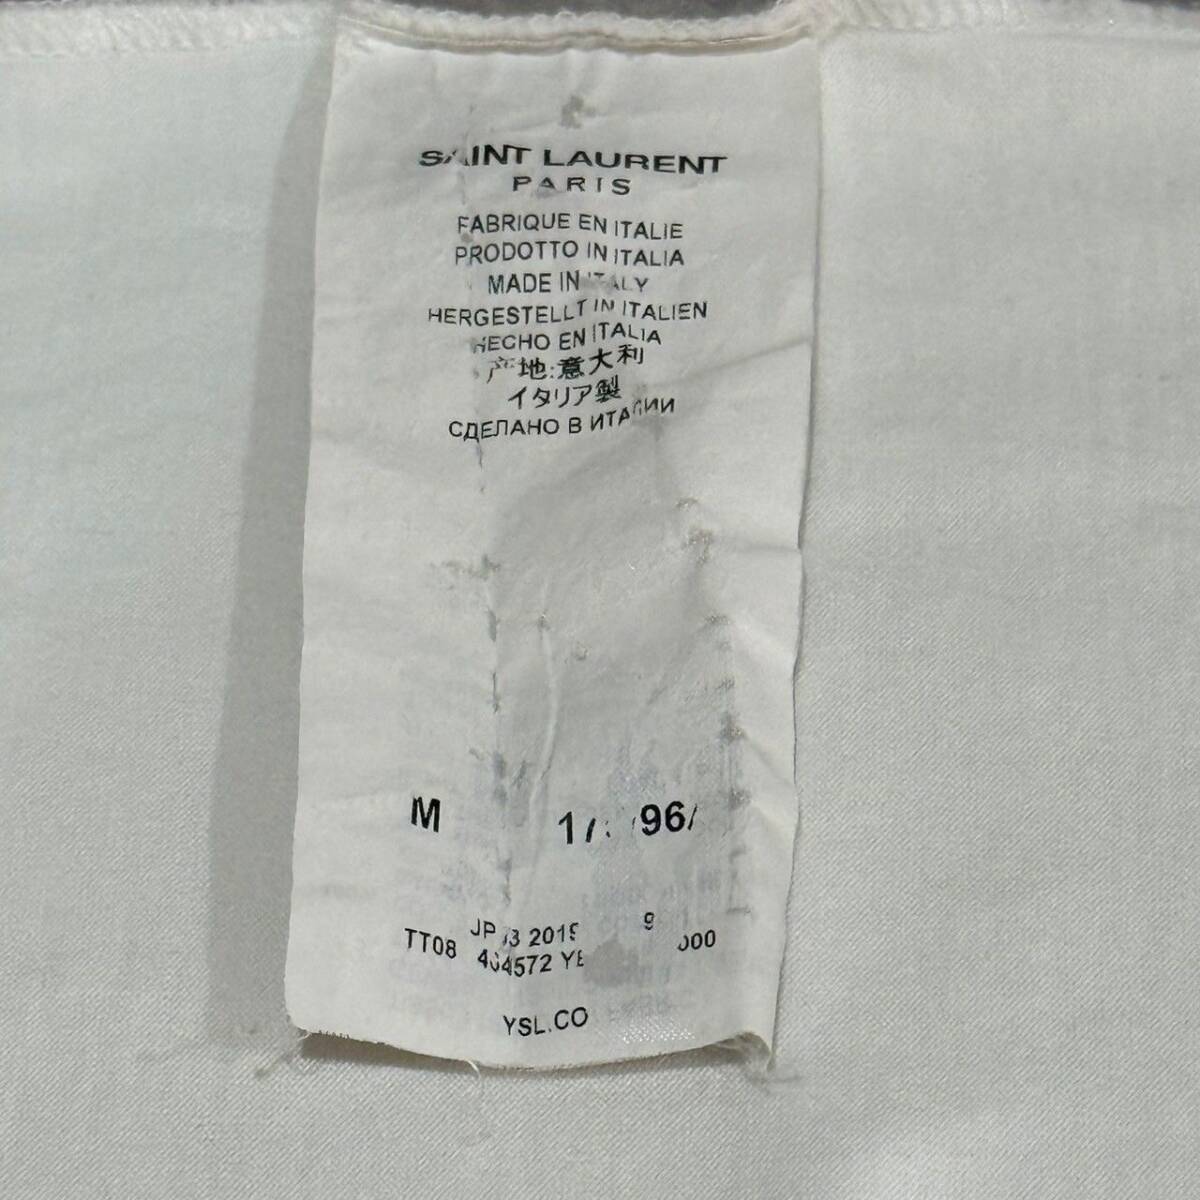 SAINT LAURENT
PARIS
FABRIQUE EN ITALIE
PRODOTTO IN ITALIA
MADE IN ITALY
HERGESTELLT IN ITALIEN
HECHO EN ITALIA
产地:意大利
イタリア製
СДЕЛАНО В ИТАЛИИ
M
TT08
YSL.CO